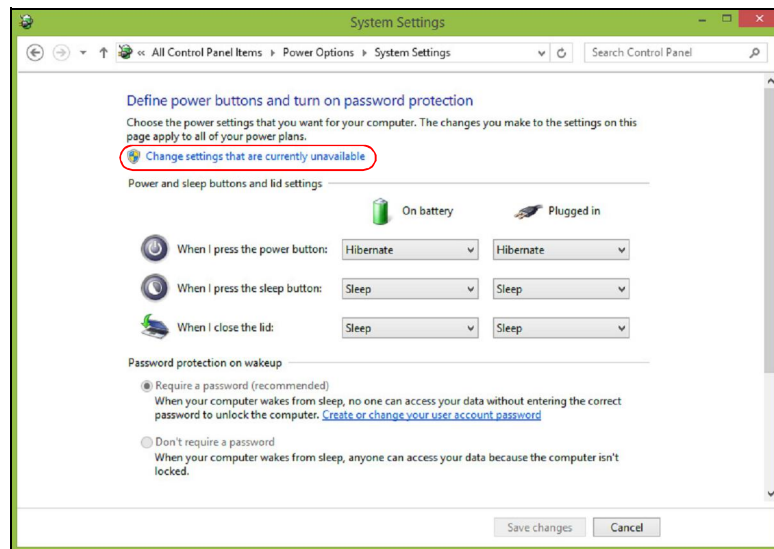 System Settings
« All Control Panel Items Power Options System Settings Search Control Panel
Define power buttons and turn on password protection
Choose the power settings that you want for your computer. The changes you make to the settings on this
page apply to all of your power plans.
Change settings that are currently unavailable
Power and sleep buttons and lid settings
On battery Plugged in
When I press the power button: Hibernate Hibernate
When I press the sleep button: Sleep Sleep
When I close the lid: Sleep Sleep
Password protection on wakeup
Require a password (recommended)
When your computer wakes from sleep, no one can access your data without entering the correct
password to unlock the computer. Create or change your user account password
Don't require a password
When your computer wakes from sleep, anyone can access your data because the computer isn't
locked.
Save changes Cancel